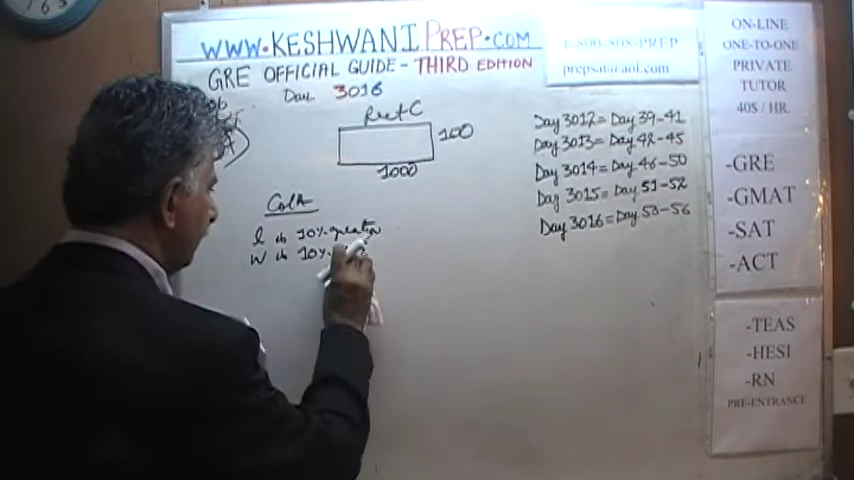 WWW.KESHWANIPREP.COM
GRE OFFICIAL GUIDE - THIRD EDITION
Day 3016
1-800-808-PREP
prepsat@aol.com
Rect C
100
1000
Col A
l is 10% greater
W is 10%
Day 3012 = Day 39-41
Day 3013 = Day 42-45
Day 3014 = Day 46-50
Day 3015 = Day 51-52
Day 3016 = Day 53-56
ON-LINE
ONE-TO-ONE
PRIVATE
TUTOR
40$ / HR.
-GRE
-GMAT
-SAT
-ACT
-TEAS
-HESI
-RN
PRE-ENTRANCE